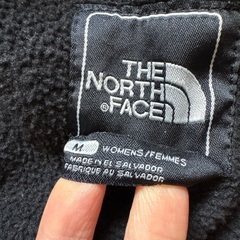 THE
NORTH
FACE
®
M WOMENS/FEMMES
MADE IN EL SALVADOR
FABRIQUE AU SALVADOR